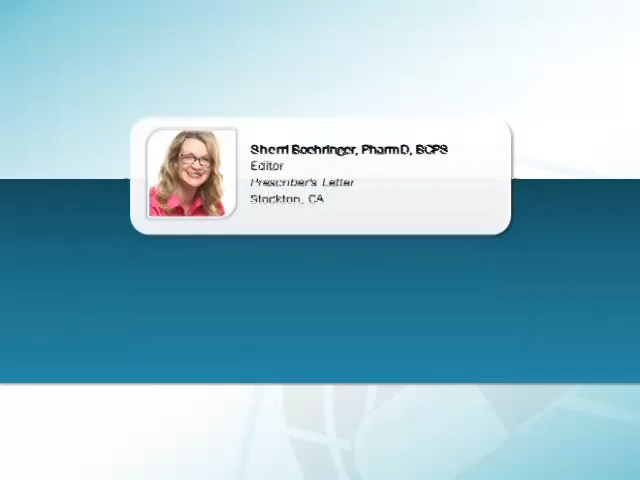 Sherri Boehringer, PharmD, BCPS
Editor
Prescriber's Letter
Stockton, CA